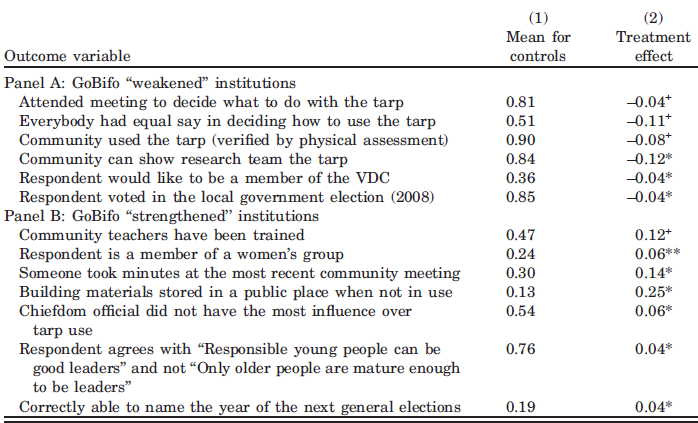 (1) (2)
Mean for Treatment
Outcome variable controls effect
Panel A: GoBifo “weakened” institutions
Attended meeting to decide what to do with the tarp 0.81 –0.04+
Everybody had equal say in deciding how to use the tarp 0.51 –0.11+
Community used the tarp (verified by physical assessment) 0.90 –0.08+
Community can show research team the tarp 0.84 –0.12*
Respondent would like to be a member of the VDC 0.36 –0.04*
Respondent voted in the local government election (2008) 0.85 –0.04*
Panel B: GoBifo “strengthened” institutions
Community teachers have been trained 0.47 0.12+
Respondent is a member of a women’s group 0.24 0.06**
Someone took minutes at the most recent community meeting 0.30 0.14*
Building materials stored in a public place when not in use 0.13 0.25*
Chiefdom official did not have the most influence over 0.54 0.06*
tarp use
Respondent agrees with “Responsible young people can be 0.76 0.04*
good leaders” and not “Only older people are mature enough
to be leaders”
Correctly able to name the year of the next general elections 0.19 0.04*